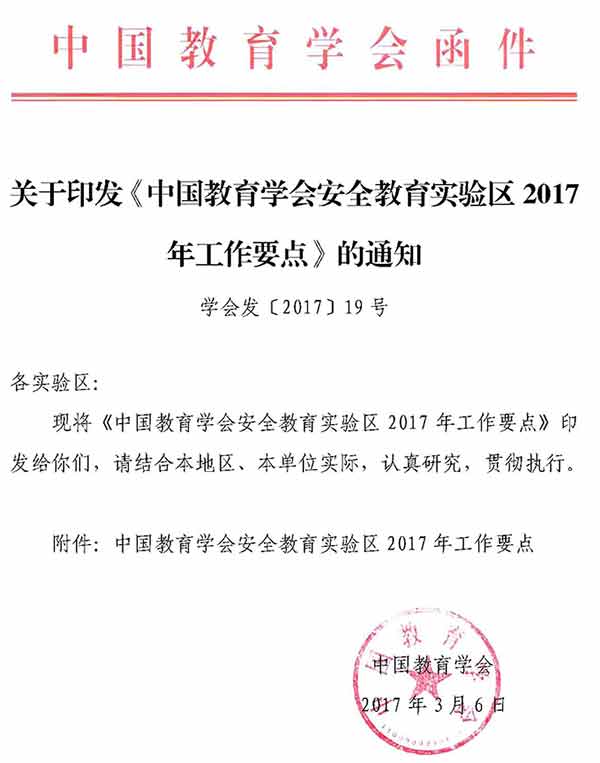 中国教育学会函件
关于印发《中国教育学会安全教育实验区 2017
年工作要点》的通知
学会发〔2017〕19 号
各实验区：
现将《中国教育学会安全教育实验区 2017 年工作要点》印
发给你们，请结合本地区、本单位实际，认真研究，贯彻执行。
附件：中国教育学会安全教育实验区 2017 年工作要点
中国教育学会
中国教育学会
2017 年 3 月 6 日